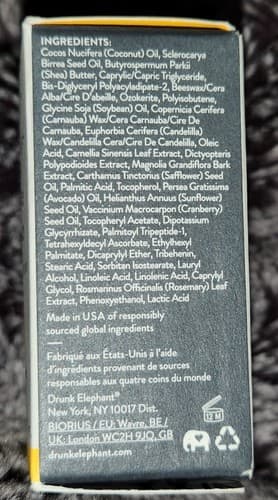 INGREDIENTS:
Cocos Nucifera (Coconut) Oil, Sclerocarya
Birrea Seed Oil, Butyrospermum Parkii
(Shea) Butter, Caprylic/Capric Triglyceride,
Bis-Diglyceryl Polyacyladipate-2, Beeswax/Cera
Alba/Cire D'abeille, Ozokerite, Polyisobutene,
Glycine Soja (Soybean) Oil, Copernicia Cerifera
(Carnauba) Wax/Cera Carnauba/Cire De
Carnauba, Euphorbia Cerifera (Candelilla)
Wax/Candelilla Cera/Cire De Candelilla, Oleic
Acid, Camellia Sinensis Leaf Extract, Dictyopteris
Polypodioides Extract, Magnolia Grandiflora Bark
Extract, Carthamus Tinctorius (Safflower) Seed
Oil, Palmitic Acid, Tocopherol, Persea Gratissima
(Avocado) Oil, Helianthus Annuus (Sunflower)
Seed Oil, Vaccinium Macrocarpon (Cranberry)
Seed Oil, Tocopheryl Acetate, Dipotassium
Glycyrrhizate, Palmitoyl Tripeptide-1,
Tetrahexyldecyl Ascorbate, Ethylhexyl
Palmitate, Dicaprylyl Ether, Tribehenin,
Stearic Acid, Sorbitan Isostearate, Lauryl
Alcohol, Linoleic Acid, Linolenic Acid, Caprylyl
Glycol, Rosmarinus Officinalis (Rosemary) Leaf
Extract, Phenoxyethanol, Lactic Acid
Made in USA of responsibly
sourced global ingredients
Fabriqué aux États-Unis à l'aide
d'ingrédients provenant de sources
responsables aux quatre coins du monde
Drunk Elephant®
New York, NY 10017 Dist.
BIORIUS / EU: Wavre, BE /
UK: London WC2H 9JQ, GB
drunkelephant.com
12 M